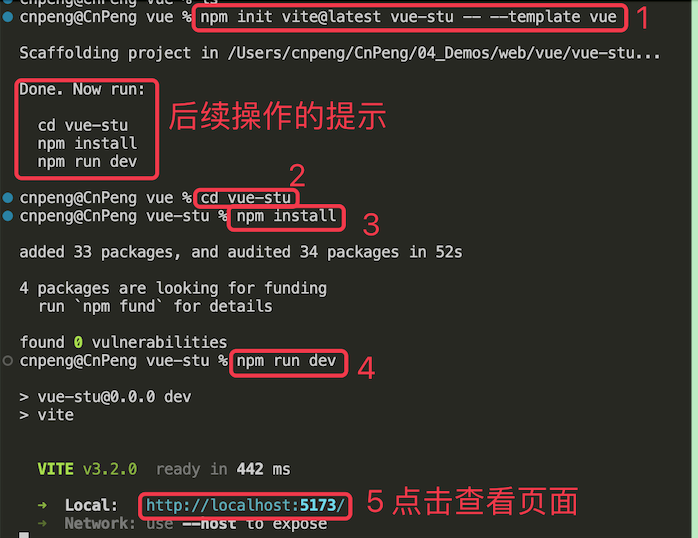 cnpeng@CnPeng vue % npm init vite@latest vue-stu -- --template vue 1
Scaffolding project in /Users/cnpeng/CnPeng/04_Demos/web/vue/vue-stu...
Done. Now run:
后续操作的提示
cd vue-stu
npm install
npm run dev
cnpeng@CnPeng vue % cd vue-stu 2
cnpeng@CnPeng vue-stu % npm install 3
added 33 packages, and audited 34 packages in 52s
4 packages are looking for funding
run `npm fund` for details
found 0 vulnerabilities
cnpeng@CnPeng vue-stu % npm run dev 4
> vue-stu@0.0.0 dev
> vite
VITE v3.2.0 ready in 442 ms
➜ Local: http://localhost:5173/ 5 点击查看页面
➜ Network: use --host to expose